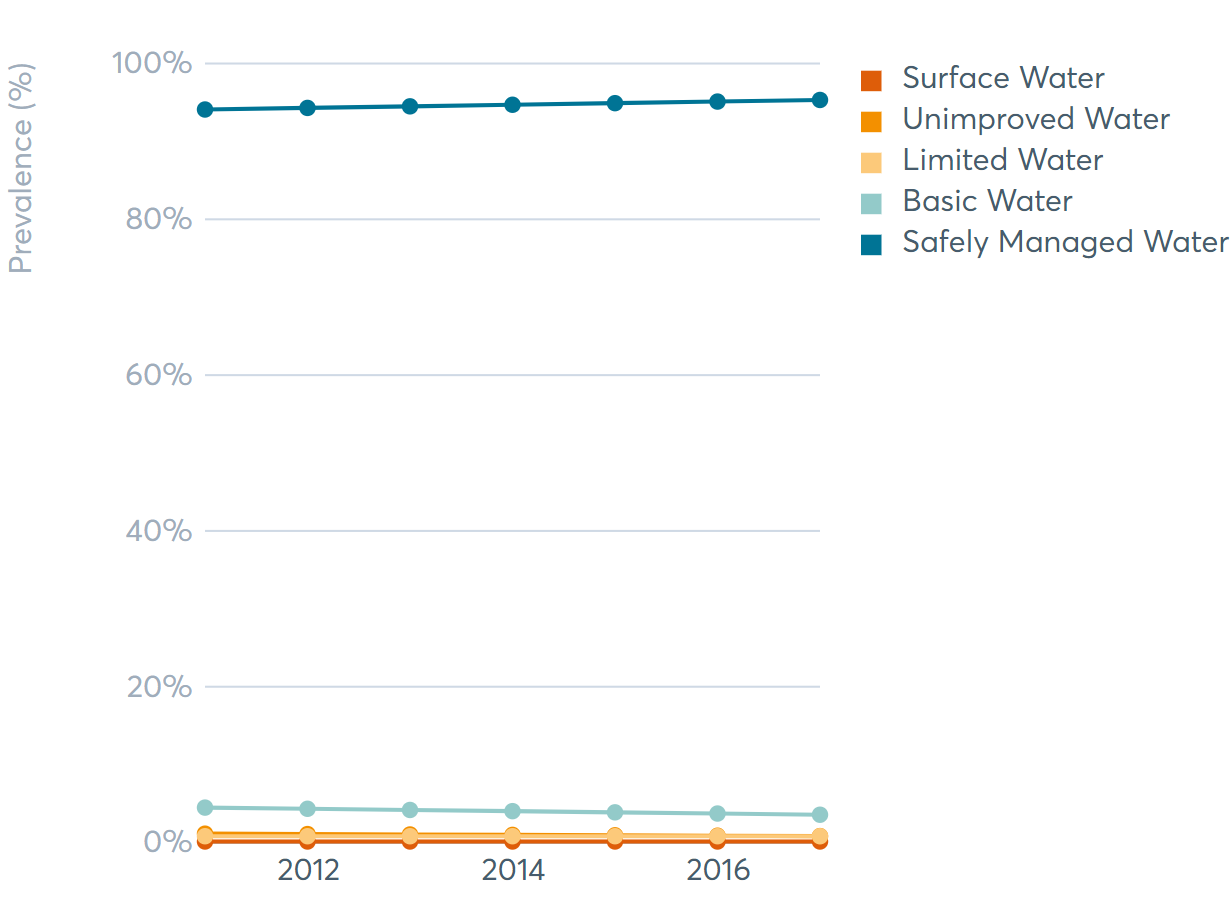 Prevalence (%)
100%
80%
60%
40%
20%
0%
2012
2014
2016
Surface Water
Unimproved Water
Limited Water
Basic Water
Safely Managed Water